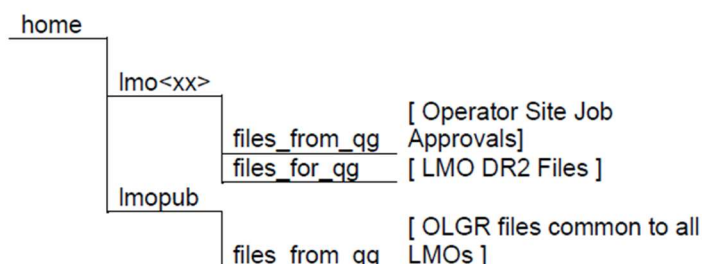 home
lmo<xx>
[ Operator Site Job
files_from_qg Approvals]
files_for_qg [ LMO DR2 Files ]
lmopub
[ OLGR files common to all
files_from_qg LMOs ]